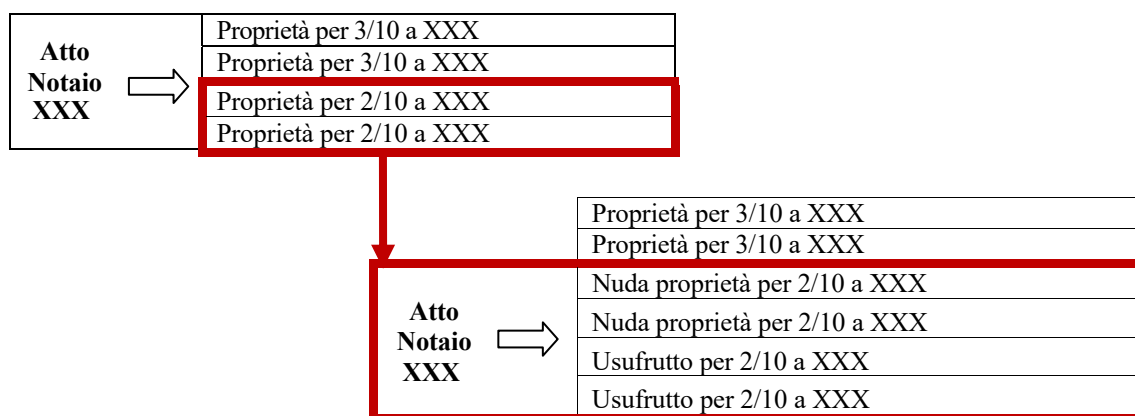 Atto
Notaio
XXX
Proprietà per 3/10 a XXX
Proprietà per 3/10 a XXX
Proprietà per 2/10 a XXX
Proprietà per 2/10 a XXX
Proprietà per 3/10 a XXX
Proprietà per 3/10 a XXX
Atto
Notaio
XXX
Nuda proprietà per 2/10 a XXX
Nuda proprietà per 2/10 a XXX
Usufrutto per 2/10 a XXX
Usufrutto per 2/10 a XXX